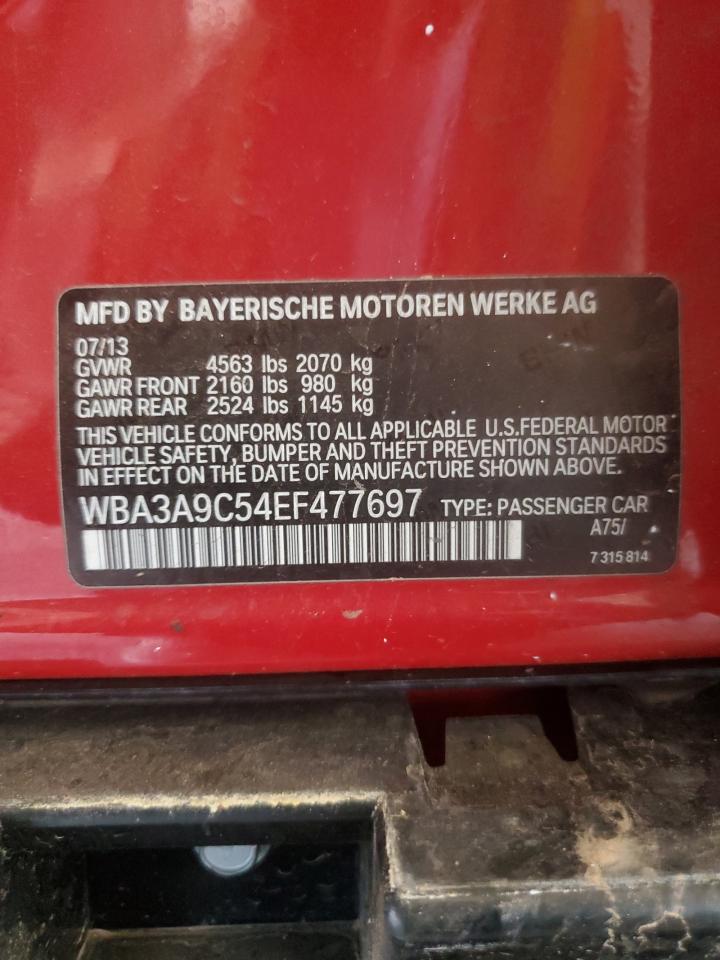 MFD BY BAYERISCHE MOTOREN WERKE AG
07/13
GVWR 4563 lbs 2070 kg
GAWR FRONT 2160 lbs 980 kg
GAWR REAR 2524 lbs 1145 kg
THIS VEHICLE CONFORMS TO ALL APPLICABLE U.S.FEDERAL MOTOR
VEHICLE SAFETY, BUMPER AND THEFT PREVENTION STANDARDS
IN EFFECT ON THE DATE OF MANUFACTURE SHOWN ABOVE.
WBA3A9C54EF477697 TYPE: PASSENGER CAR
A75/
7 315 814